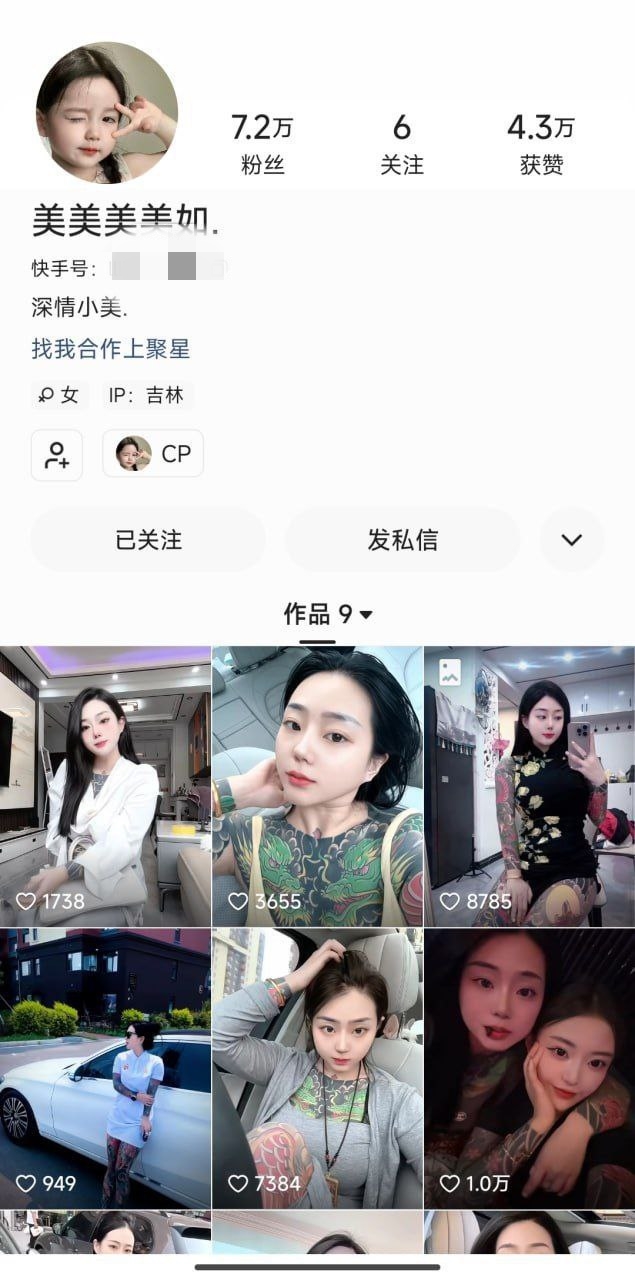 7.2万
粉丝
6
关注
4.3万
获赞
美美美美如.
快手号：
深情小美.
找我合作上聚星
女
IP：吉林
CP
已关注
发私信
作品 9
1738
3655
8785
949
7384
1.0万